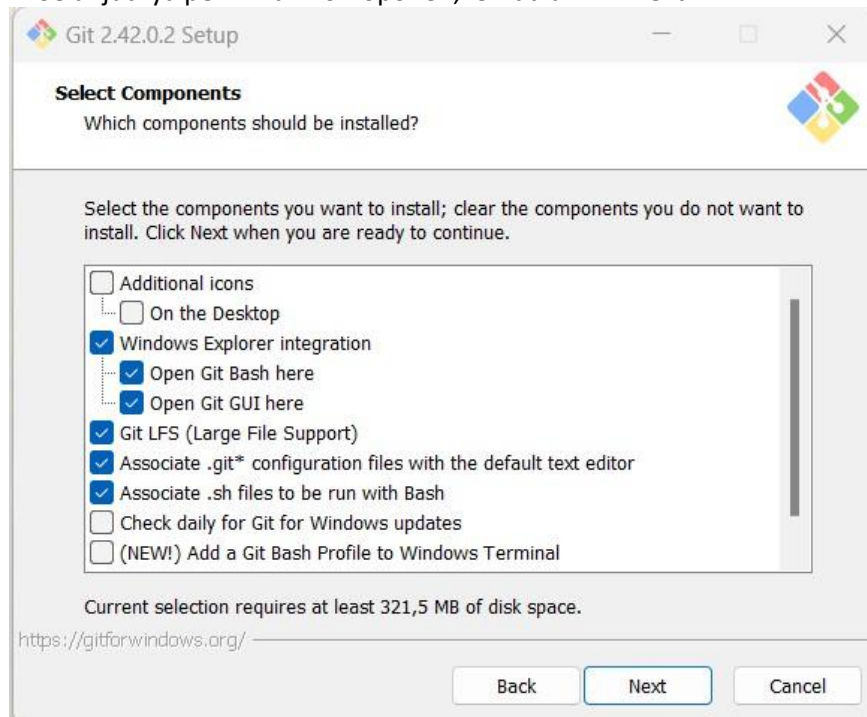 Git 2.42.0.2 Setup
Select Components
Which components should be installed?
Select the components you want to install; clear the components you do not want to
install. Click Next when you are ready to continue.
Additional icons
On the Desktop
Windows Explorer integration
Open Git Bash here
Open Git GUI here
Git LFS (Large File Support)
Associate .git* configuration files with the default text editor
Associate .sh files to be run with Bash
Check daily for Git for Windows updates
(NEW!) Add a Git Bash Profile to Windows Terminal
Current selection requires at least 321,5 MB of disk space.
https://gitforwindows.org/
Back Next Cancel